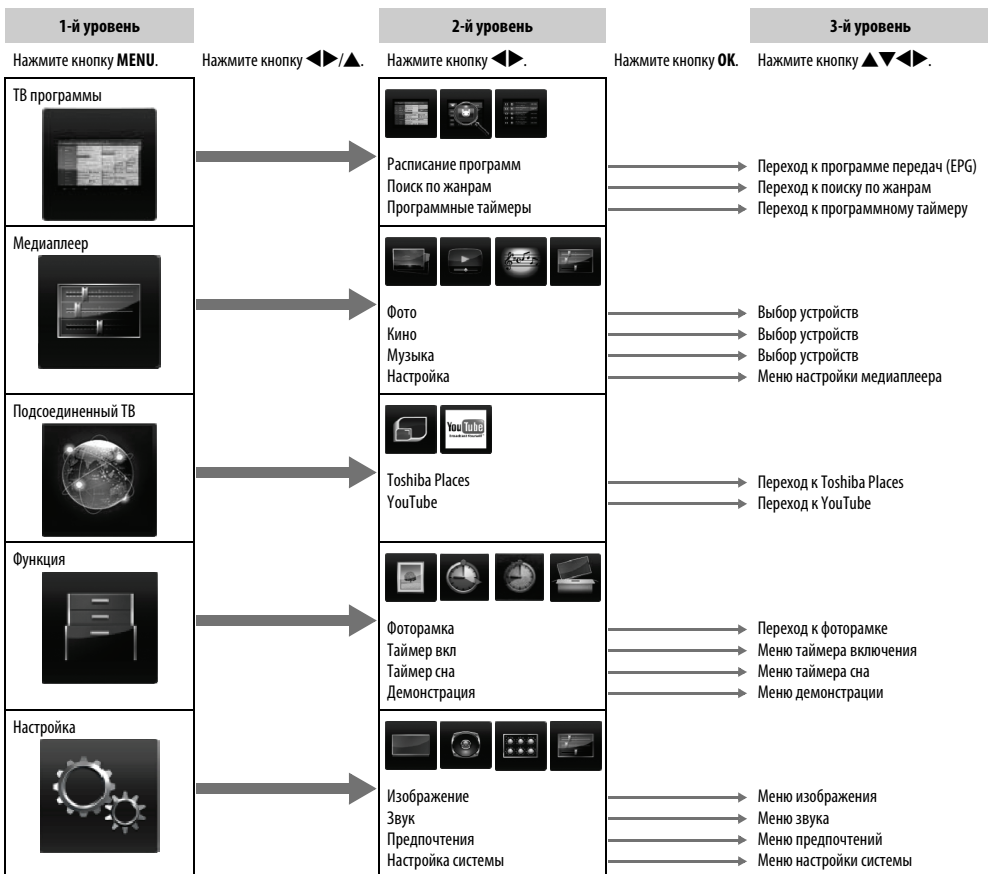 1-й уровень
2-й уровень
3-й уровень
Нажмите кнопку MENU.
Нажмите кнопку ◀▶/▲.
Нажмите кнопку ◀▶.
Нажмите кнопку OK.
Нажмите кнопку ▲▼◀▶.
ТВ программы
Расписание программ
Переход к программе передач (EPG)
Поиск по жанрам
Переход к поиску по жанрам
Программные таймеры
Переход к программному таймеру
Медиаплеер
Фото
Выбор устройств
Кино
Выбор устройств
Музыка
Выбор устройств
Настройка
Меню настройки медиаплеера
Подсоединенный ТВ
You Tube
Broadcast Yourself
Toshiba Places
Переход к Toshiba Places
YouTube
Переход к YouTube
Функция
Фоторамка
Переход к фоторамке
Таймер вкл
Меню таймера включения
Таймер сна
Меню таймера сна
Демонстрация
Меню демонстрации
Настройка
Изображение
Меню изображения
Звук
Меню звука
Предпочтения
Меню предпочтений
Настройка системы
Меню настройки системы